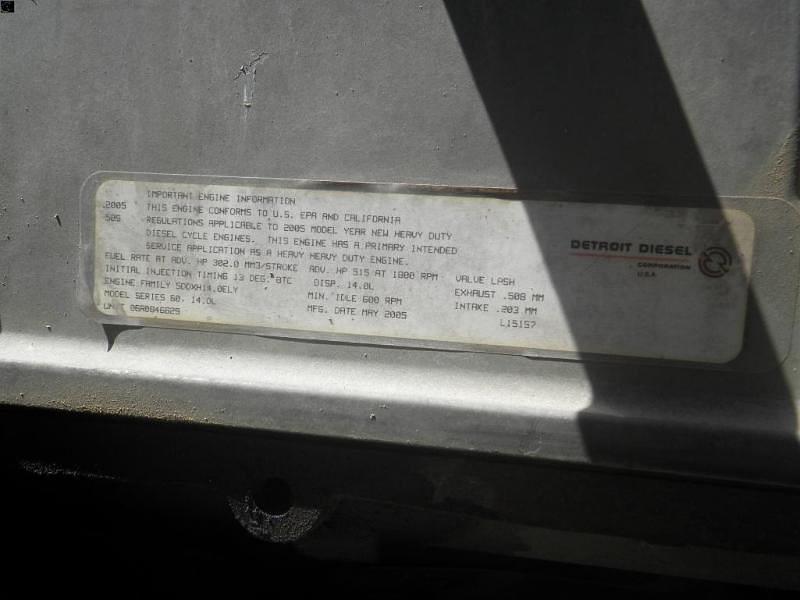 IMPORTANT ENGINE INFORMATION
.2005 THIS ENGINE CONFORMS TO U.S. EPA AND CALIFORNIA
50S REGULATIONS APPLICABLE TO 2005 MODEL YEAR NEW HEAVY DUTY
DIESEL CYCLE ENGINES. THIS ENGINE HAS A PRIMARY INTENDED
SERVICE APPLICATION AS A HEAVY HEAVY DUTY ENGINE.
FUEL RATE AT ADV. HP 302.0 MM3/STROKE ADV. HP 515 AT 1800 RPM VALVE LASH
INITIAL INJECTION TIMING 13 DEG. BTC DISP. 14.0L EXHAUST .508 MM
ENGINE FAMILY 5DDXH14.0ELY MIN. IDLE 600 RPM INTAKE .203 MM
MODEL SERIES 60. 14.0L MFG. DATE MAY 2005 L15157
UNIT 06R0846629
DETROIT DIESEL
CORPORATION
U.S.A.